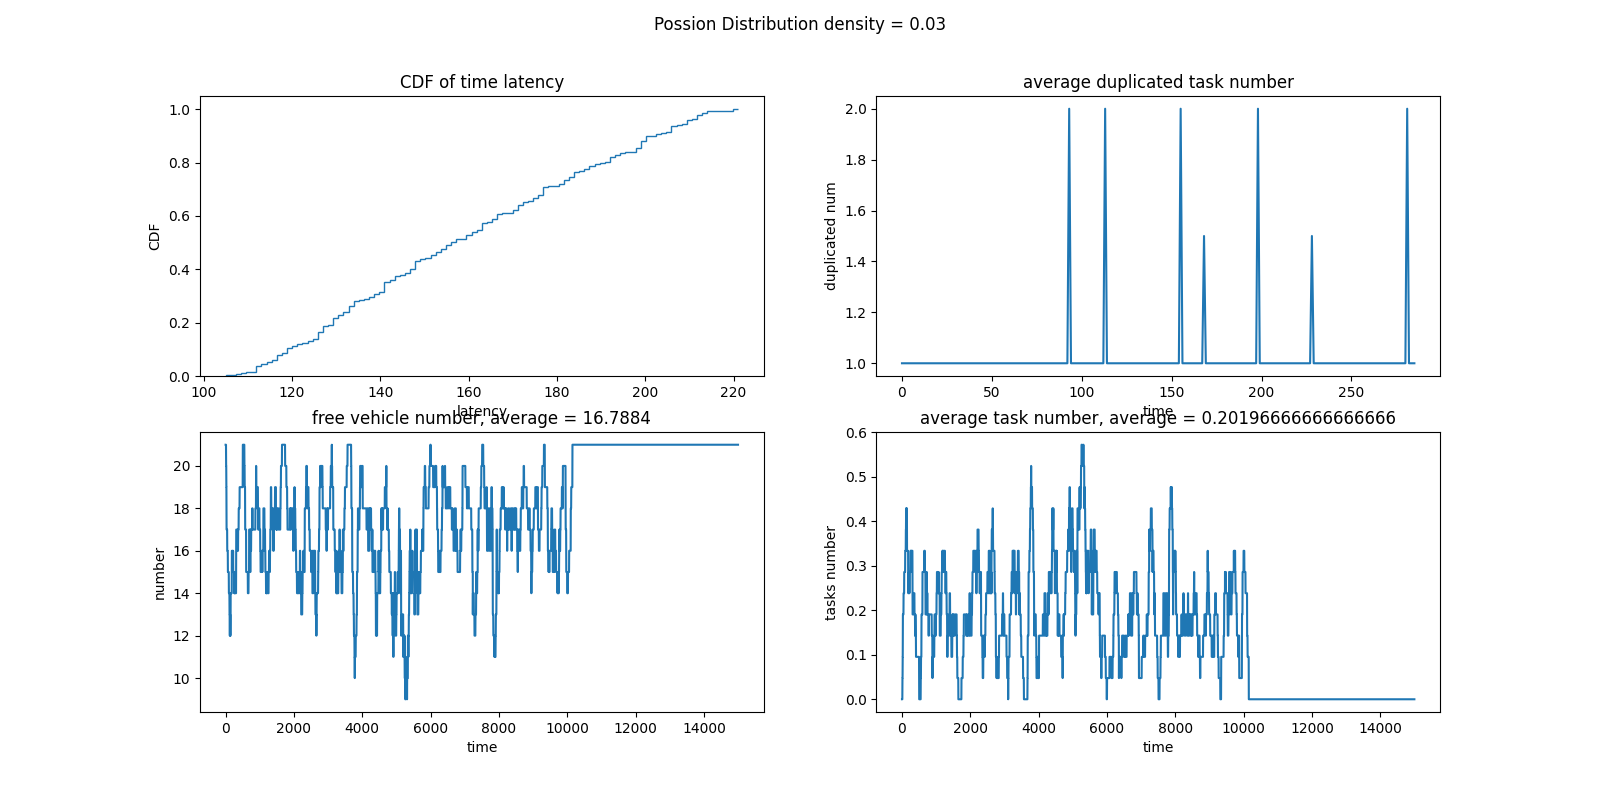 Possion Distribution density = 0.03
CDF of time latency
1.0
0.8
0.6
0.4
0.2
0.0
CDF
100 120 140 160 180 200 220
latency
average duplicated task number
2.0
1.8
1.6
1.4
1.2
1.0
duplicated num
0 50 100 150 200 250
time
free vehicle number, average = 16.7884
20
18
16
14
12
10
number
0 2000 4000 6000 8000 10000 12000 14000
time
average task number, average = 0.20196666666666666
0.6
0.5
0.4
0.3
0.2
0.1
0.0
tasks number
0 2000 4000 6000 8000 10000 12000 14000
time